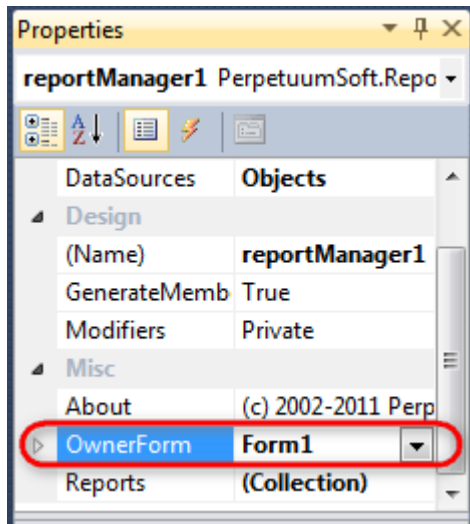 Properties
reportManager1 PerpetuumSoft.Repo
DataSources Objects
Design
(Name) reportManager1
GenerateMemb True
Modifiers Private
Misc
About (c) 2002-2011 Perp
OwnerForm Form1
Reports (Collection)